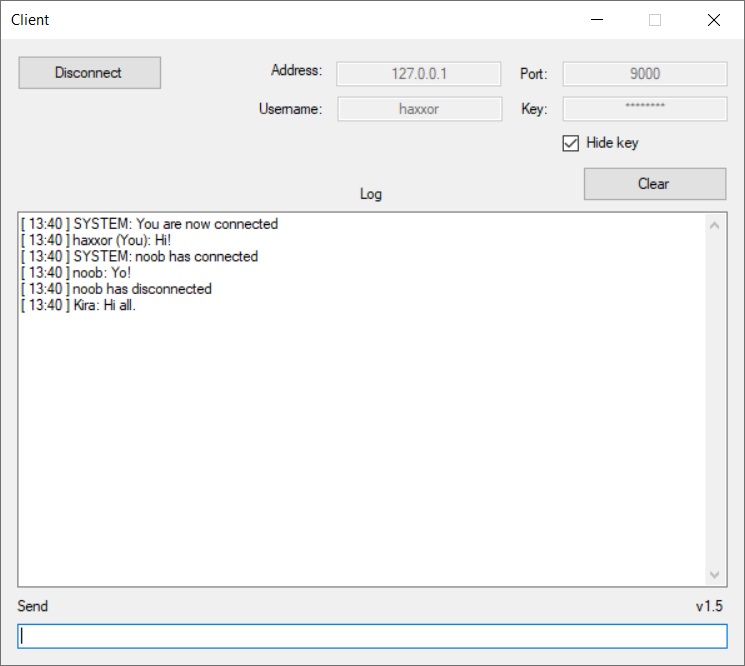 Client
Disconnect
Address: 127.0.0.1 Port: 9000
Username: haxxor Key: ********
Hide key
Clear
Log
[ 13:40 ] SYSTEM: You are now connected
[ 13:40 ] haxxor (You): Hi!
[ 13:40 ] SYSTEM: noob has connected
[ 13:40 ] noob: Yo!
[ 13:40 ] noob has disconnected
[ 13:40 ] Kira: Hi all.
Send
v1.5